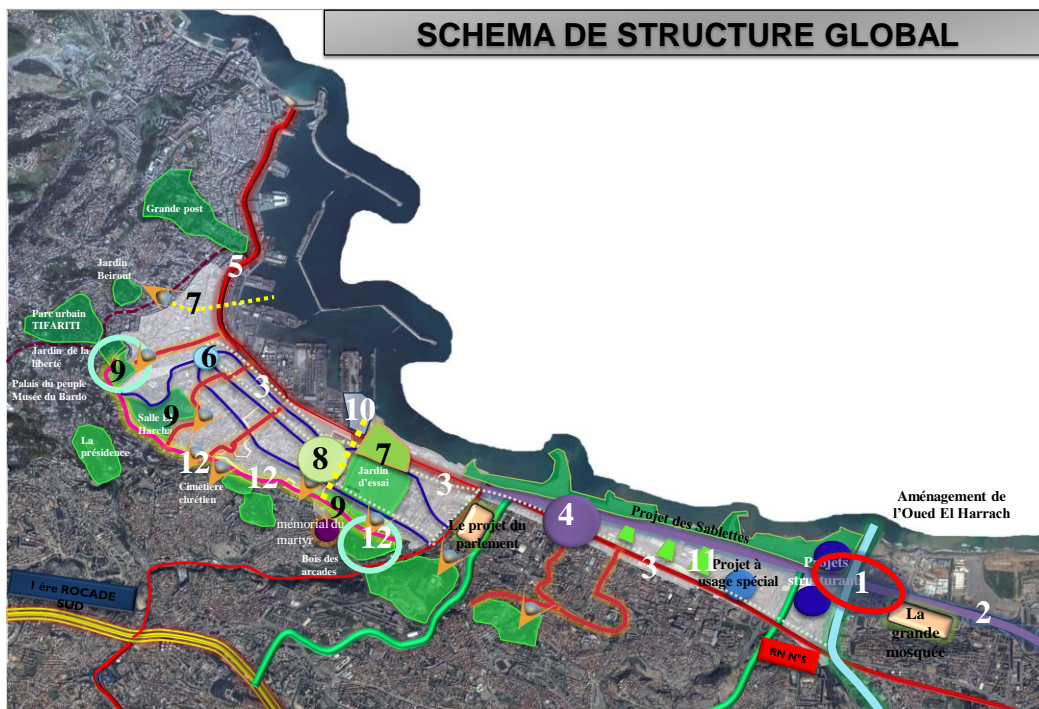 SCHEMA DE STRUCTURE GLOBAL
Grande post
5
Jardin
Beirout
7
Parc urbain
TIFARITI
Jardin de la
liberté
9
Palais du peuple
Musée du Bardo
6
3
Salle El
Harcha
9
10
La
présidence
12
Cimetiere
chrétien
12
8
7
Jardin
d'essai
3
9
mémorial du
martyr
12
Bois des
arcades
Le projet du
parlement
4
Projet des Sablettes
Aménagement de
l'Oued El Harrach
3
11
Projet à
usage spécial
Projets
structurant
1
2
La
grande
mosquée
RN N°5
1 ère ROCADE
SUD